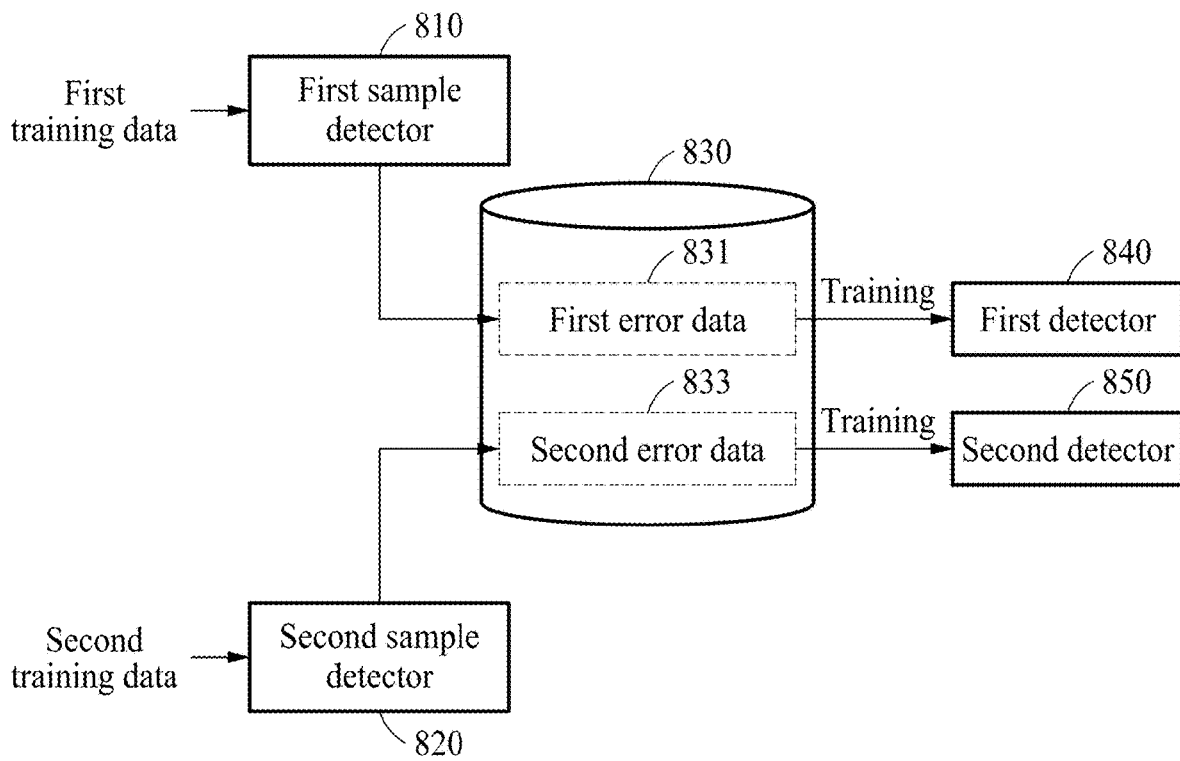 810
First
training data
First sample
detector
830
831
First error data
Training
840
First detector
833
Second error data
Training
850
Second detector
Second
training data
Second sample
detector
820